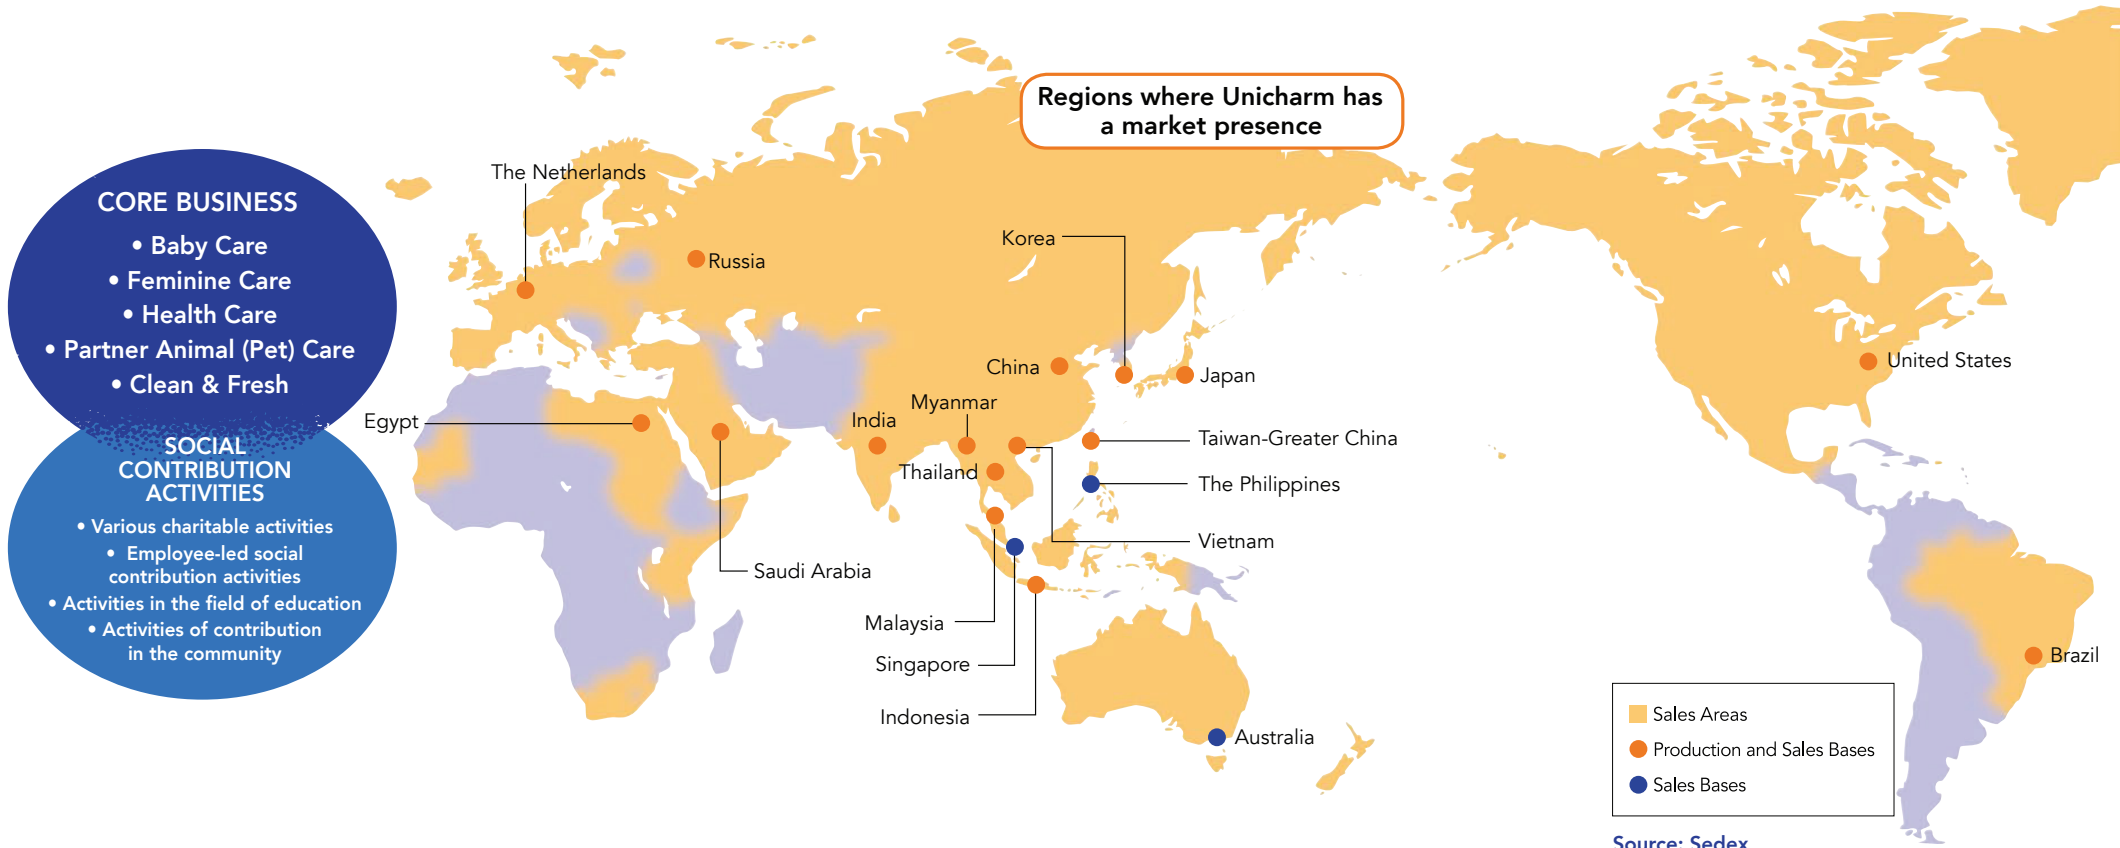 Regions where Unicharm has
a market presence
CORE BUSINESS
• Baby Care
• Feminine Care
• Health Care
• Partner Animal (Pet) Care
• Clean & Fresh
SOCIAL
CONTRIBUTION
ACTIVITIES
• Various charitable activities
• Employee-led social
contribution activities
• Activities in the field of education
• Activities of contribution
in the community
The Netherlands
Russia
Korea
China
Japan
United States
Egypt
India
Myanmar
Thailand
Taiwan-Greater China
The Philippines
Vietnam
Saudi Arabia
Malaysia
Singapore
Indonesia
Australia
Brazil
Sales Areas
Production and Sales Bases
Sales Bases
Source: Sedex